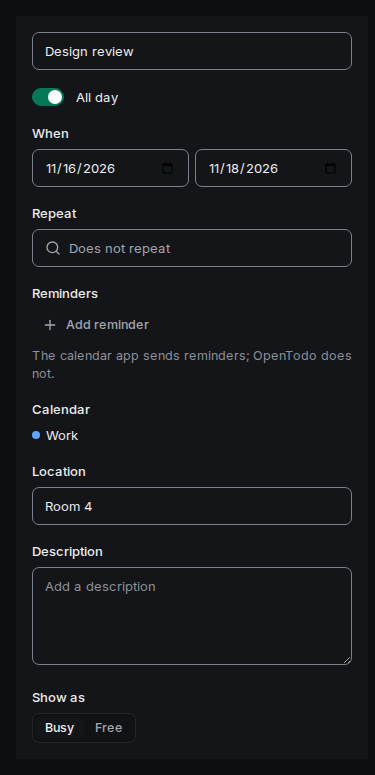 Design review
All day
When
11/16/2026 11/18/2026
Repeat
Does not repeat
Reminders
Add reminder
The calendar app sends reminders; OpenTodo does
not.
Calendar
Work
Location
Room 4
Description
Add a description
Show as
Busy Free